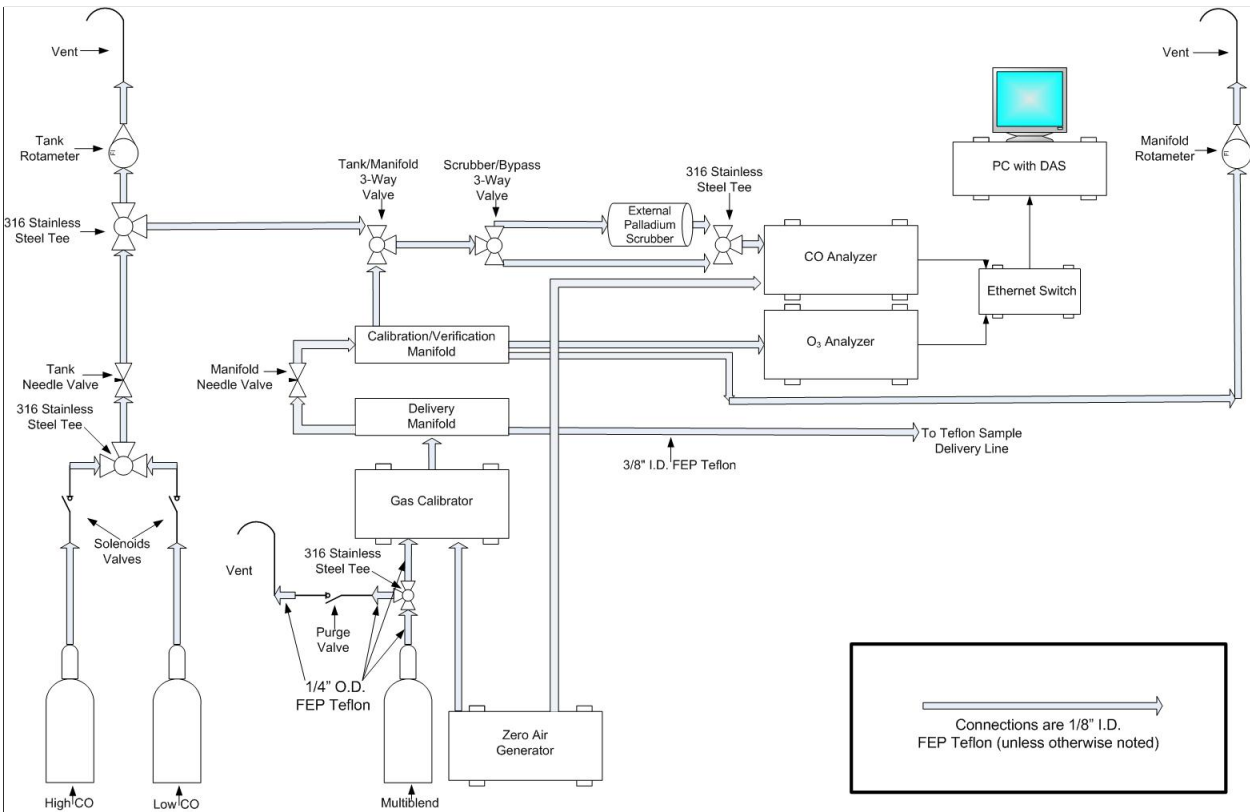 Vent
Vent
Tank
Rotameter
Manifold
Rotameter
PC with DAS
Tank/Manifold
3-Way
Valve
Scrubber/Bypass
3-Way
Valve
316 Stainless
Steel Tee
External
Palladium
Scrubber
316 Stainless
Steel Tee
CO Analyzer
Ethernet Switch
Calibration/Verification
Manifold
O₃ Analyzer
Tank
Needle Valve
Manifold
Needle Valve
316 Stainless
Steel Tee
Delivery
Manifold
To Teflon Sample
Delivery Line
3/8" I.D. FEP Teflon
Gas Calibrator
Solenoids
Valves
316 Stainless
Steel Tee
Vent
Purge
Valve
1/4" O.D.
FEP Teflon
Zero Air
Generator
Connections are 1/8" I.D.
FEP Teflon (unless otherwise noted)
High CO
Low CO
Multiblend